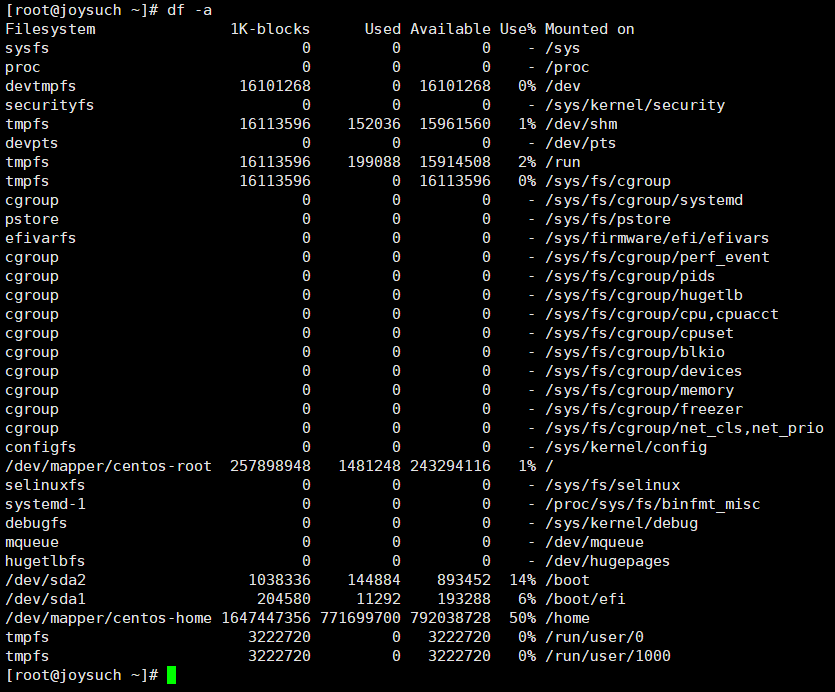 [root@joysuch ~]# df -a
Filesystem 1K-blocks Used Available Use% Mounted on
sysfs 0 0 0 - /sys
proc 0 0 0 - /proc
devtmpfs 16101268 0 16101268 0% /dev
securityfs 0 0 0 - /sys/kernel/security
tmpfs 16113596 152036 15961560 1% /dev/shm
devpts 0 0 0 - /dev/pts
tmpfs 16113596 199088 15914508 2% /run
tmpfs 16113596 0 16113596 0% /sys/fs/cgroup
cgroup 0 0 0 - /sys/fs/cgroup/systemd
pstore 0 0 0 - /sys/fs/pstore
efivarfs 0 0 0 - /sys/firmware/efi/efivars
cgroup 0 0 0 - /sys/fs/cgroup/perf_event
cgroup 0 0 0 - /sys/fs/cgroup/pids
cgroup 0 0 0 - /sys/fs/cgroup/hugetlb
cgroup 0 0 0 - /sys/fs/cgroup/cpu,cpuacct
cgroup 0 0 0 - /sys/fs/cgroup/cpuset
cgroup 0 0 0 - /sys/fs/cgroup/blkio
cgroup 0 0 0 - /sys/fs/cgroup/devices
cgroup 0 0 0 - /sys/fs/cgroup/memory
cgroup 0 0 0 - /sys/fs/cgroup/freezer
cgroup 0 0 0 - /sys/fs/cgroup/net_cls,net_prio
configfs 0 0 0 - /sys/kernel/config
/dev/mapper/centos-root 257898948 1481248 243294116 1% /
selinuxfs 0 0 0 - /sys/fs/selinux
systemd-1 0 0 0 - /proc/sys/fs/binfmt_misc
debugfs 0 0 0 - /sys/kernel/debug
mqueue 0 0 0 - /dev/mqueue
hugetlbfs 0 0 0 - /dev/hugepages
/dev/sda2 1038336 144884 893452 14% /boot
/dev/sda1 204580 11292 193288 6% /boot/efi
/dev/mapper/centos-home 1647447356 771699700 792038728 50% /home
tmpfs 3222720 0 3222720 0% /run/user/0
tmpfs 3222720 0 3222720 0% /run/user/1000
[root@joysuch ~]#